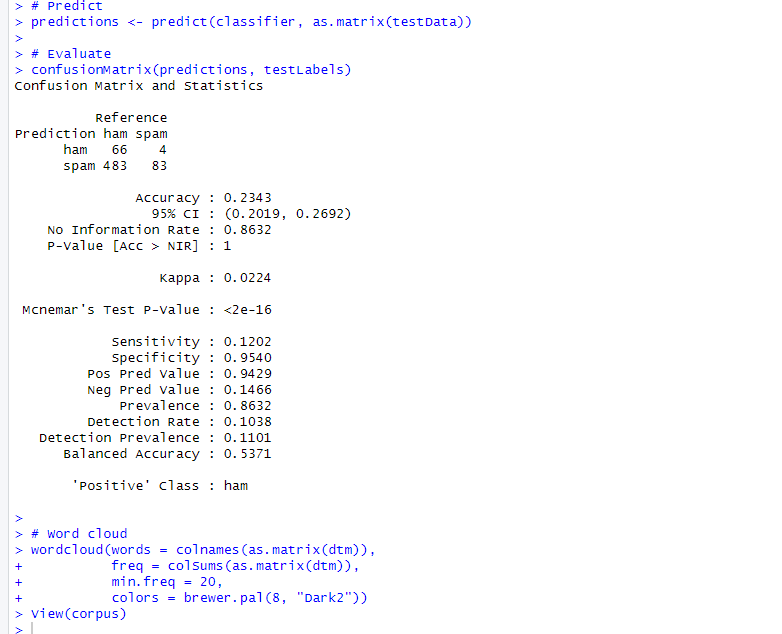 > # Predict
> predictions <- predict(classifier, as.matrix(testData))
>
> # Evaluate
> confusionMatrix(predictions, testLabels)
Confusion Matrix and Statistics

          Reference
Prediction ham spam
      ham   66    4
      spam 483   83

               Accuracy : 0.2343
                 95% CI : (0.2019, 0.2692)
    No Information Rate : 0.8632
    P-Value [Acc > NIR] : 1

                  Kappa : 0.0224

 Mcnemar's Test P-Value : <2e-16

            Sensitivity : 0.1202
            Specificity : 0.9540
         Pos Pred Value : 0.9429
         Neg Pred Value : 0.1466
             Prevalence : 0.8632
         Detection Rate : 0.1038
   Detection Prevalence : 0.1101
      Balanced Accuracy : 0.5371

       'Positive' Class : ham

>
> # Word cloud
> wordcloud(words = colnames(as.matrix(dtm)),
+           freq = colSums(as.matrix(dtm)),
+           min.freq = 20,
+           colors = brewer.pal(8, "Dark2"))
> View(corpus)
>